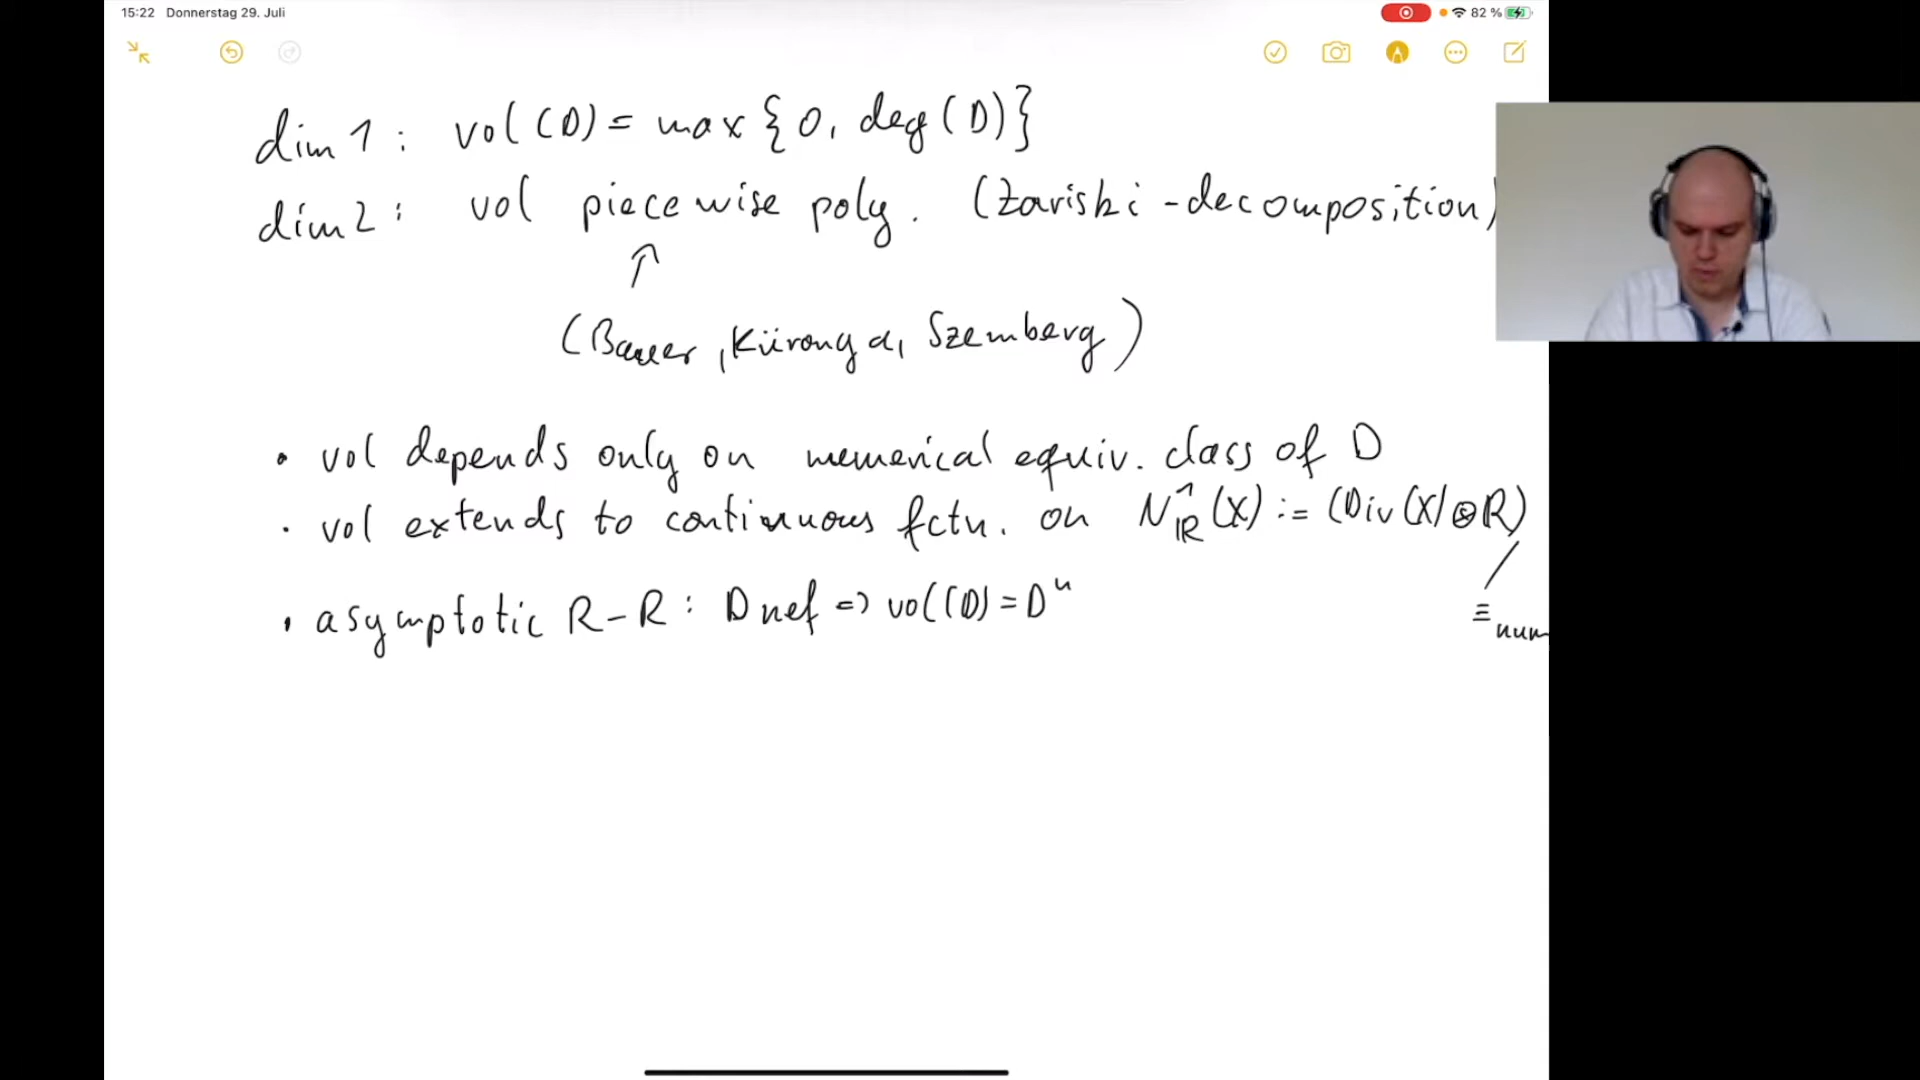 15:22 Donnerstag 29. Juli 82 %
dim 1 : vol(D) = max { 0, deg(D) }
dim 2 : vol piecewise poly. (Zariski-decomposition)
↑
(Bauer, Küronya, Szemberg)
• vol depends only on numerical equiv. class of D
• vol extends to continuous fctn. on N¹_ℝ(X) := (Div(X) ⊗ ℝ) /
≡num
• asymptotic R-R : D nef => vol(D) = Dⁿ